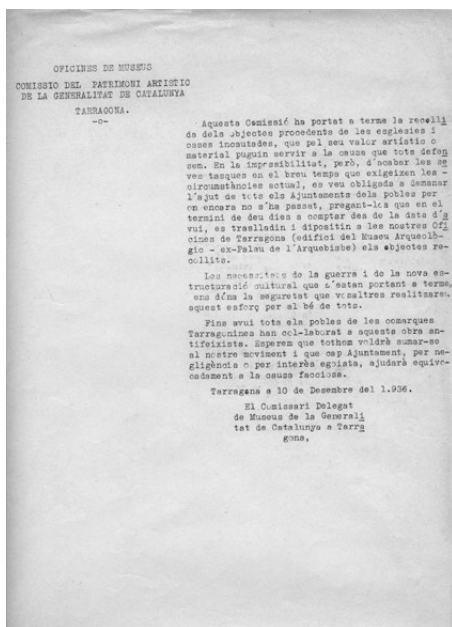 OFICINES DE MUSEUS
COMISSIO DEL PATRIMONI ARTISTIC
DE LA GENERALITAT DE CATALUNYA
TARRAGONA.
-o-
Aquesta Comissió ha portat a terme la recolli
da dels objectes procedents de les esglesies i
cases incautades, que pel seu valor artístic o
material puguin servir a la causa que tots defen
sem. En la impssibilitat, però, d'acabar les se
ves tasques en el breu temps que exigeixen les -
circumstàncies actual, es veu obligada a demanar
l'ajut de tots els Ajuntaments dels pobles per
on encara no s'ha passat, pregant-los que en el
termini de deu dies a comptar des de la data d'a
vui, es traslladin i dipositin a les nostres Ofi
cines de Tarragona (edifici del Museu Arqueolò-
gic - ex-Palau de l'Arquebisbe) els objectes re-
collits.
Les necessitats de la guerra i de la nova es-
tructuració cultural que s'estan portant a terme,
ens dóna la seguretat que vosaltres realitzareu
aquest esforç per al bé de tots.
Fins avui tots els pobles de les comarques
Tarragonines han col·laborat a aquesta obra an-
tifeixista. Esperem que tothom voldrà sumar-se
al nostre moviment i que cap Ajuntament, per ne-
gligència o per interès egoista, ajudarà equivo-
cadament a la causa facciosa.
Tarragona a 10 de Desembre del 1.936.
El Comissari Delegat
de Museus de la Generali
tat de Catalunya a Tarra
gona,